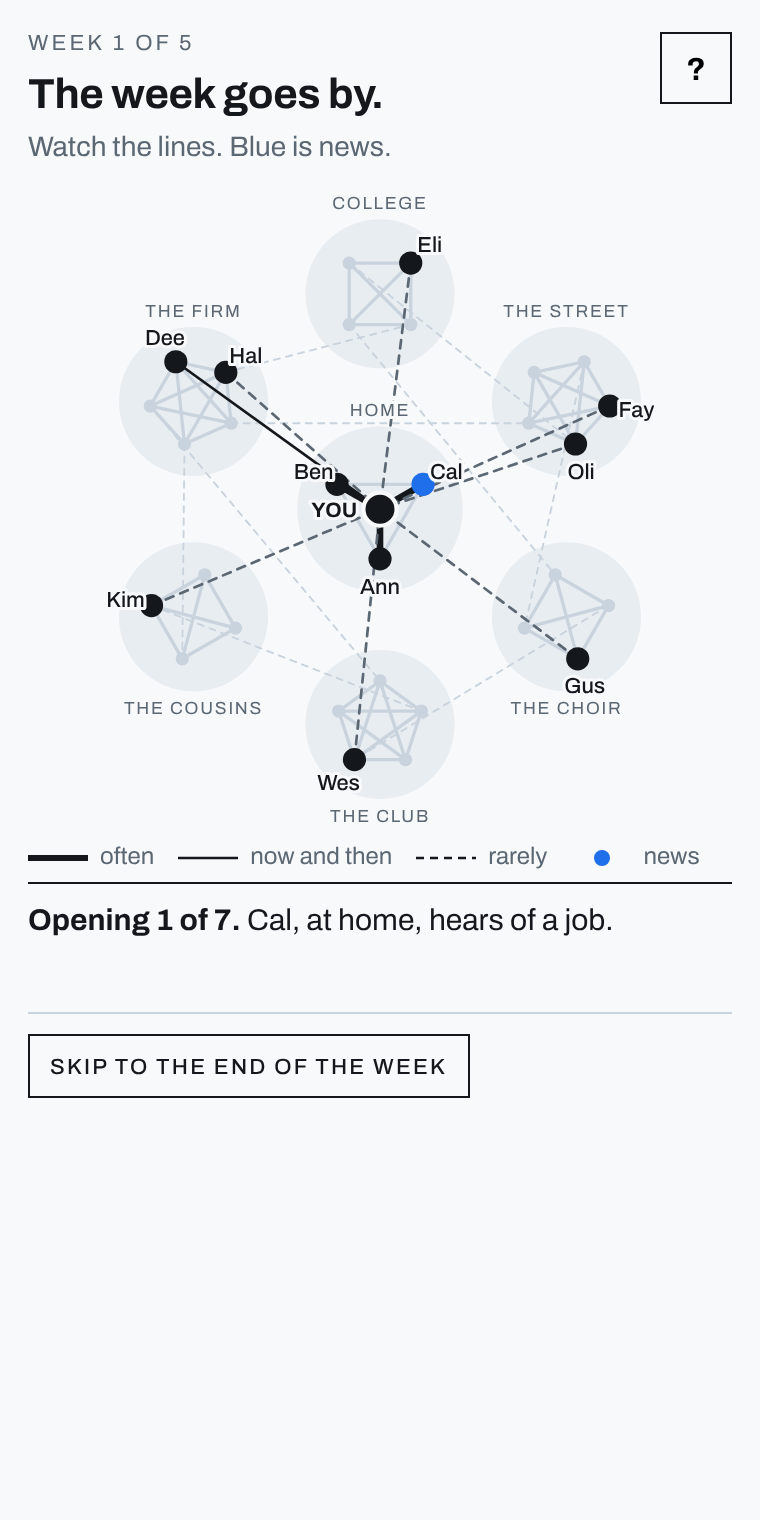 WEEK 1 OF 5
?
The week goes by.
Watch the lines. Blue is news.
COLLEGE
Eli
THE FIRM
THE STREET
Dee
Hal
HOME
Fay
Ben
Cal
Oli
YOU
Ann
Kim
Gus
THE COUSINS
THE CHOIR
Wes
THE CLUB
often
now and then
rarely
news
Opening 1 of 7. Cal, at home, hears of a job.
SKIP TO THE END OF THE WEEK